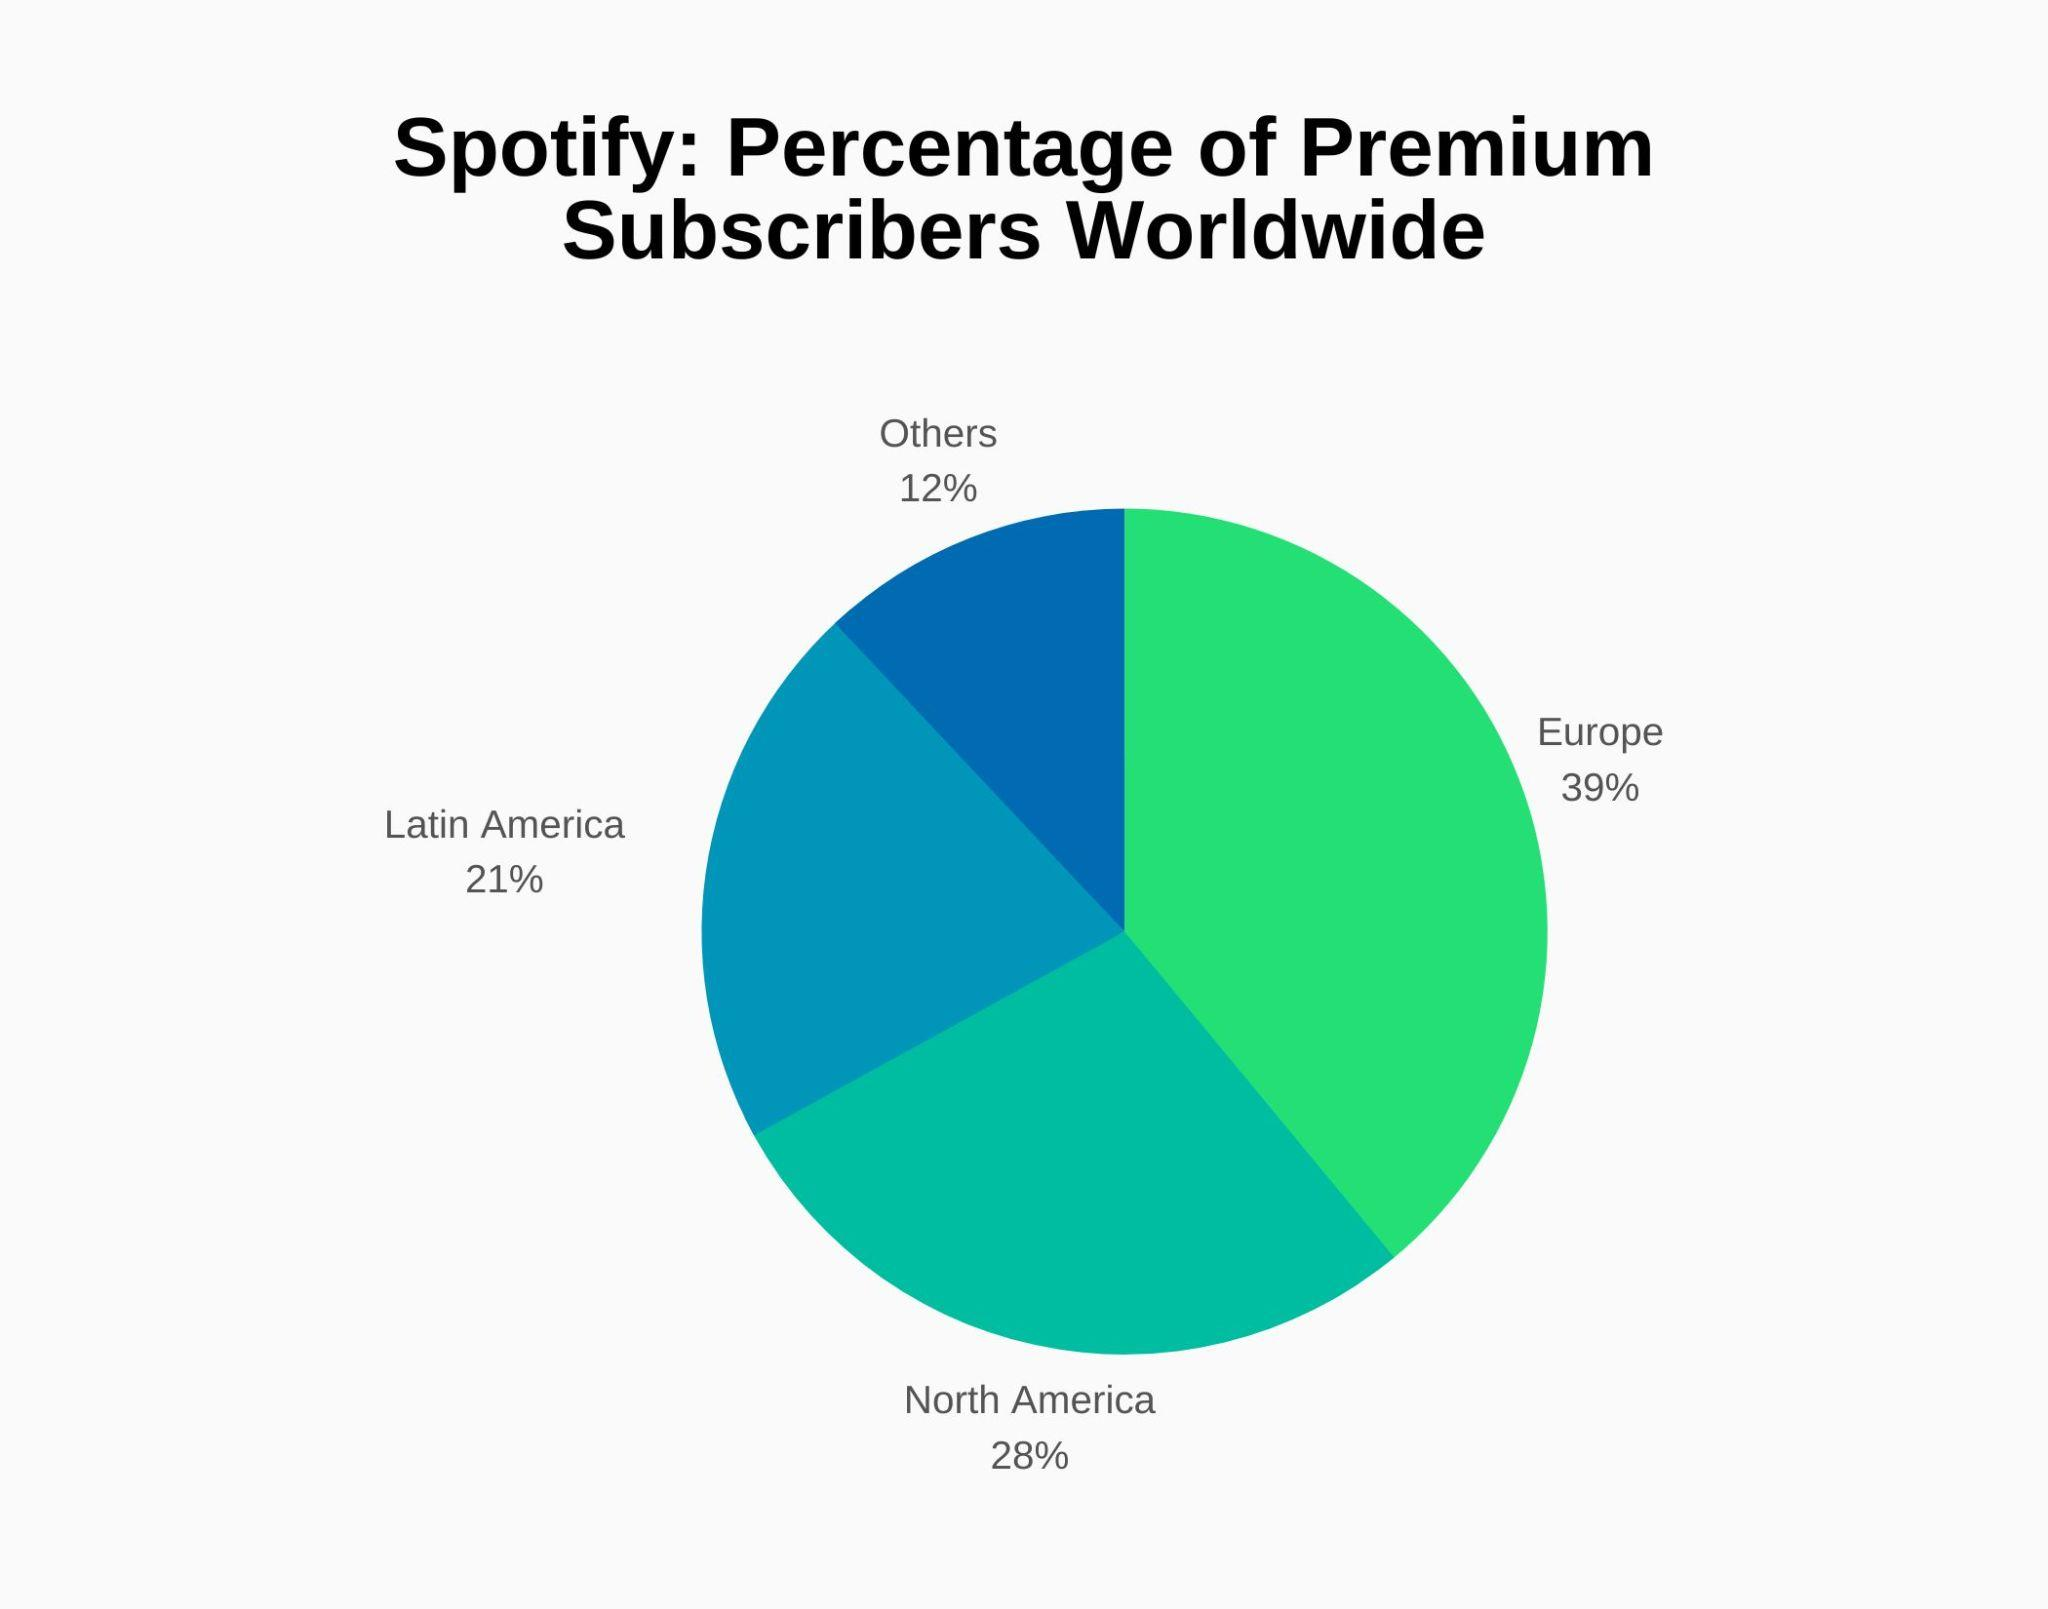 Spotify: Percentage of Premium
Subscribers Worldwide
Others
12%
Europe
39%
Latin America
21%
North America
28%